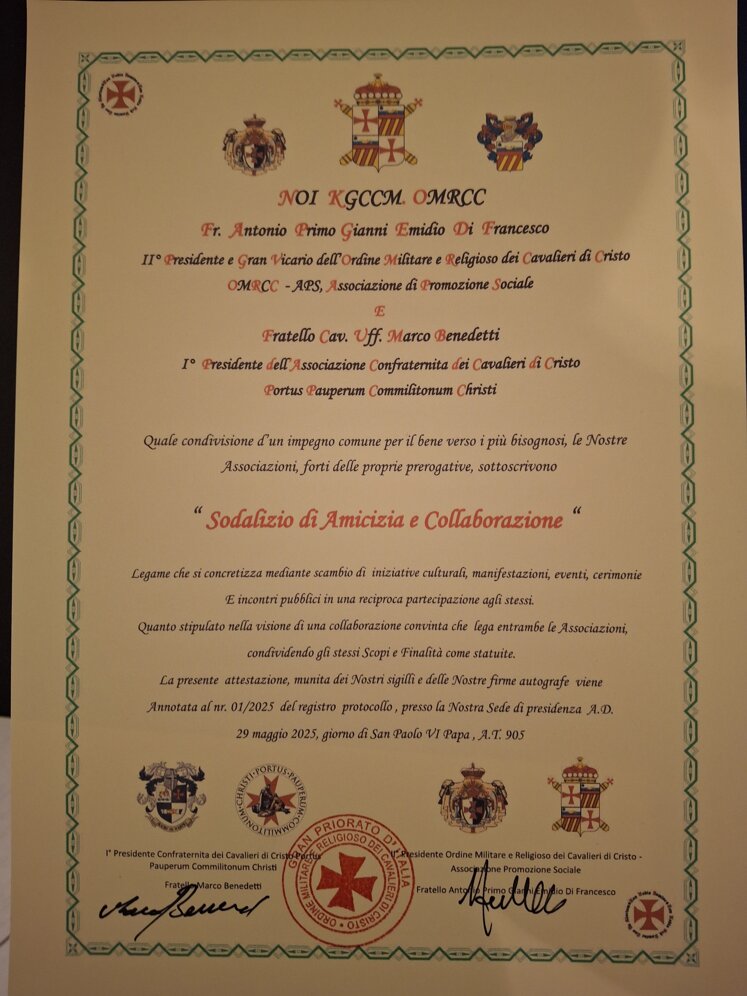 NOI KGCCM. OMRCC
Fr. Antonio Primo Gianni Emidio Di Francesco
II° Presidente e Gran Vicario dell'Ordine Militare e Religioso dei Cavalieri di Cristo
OMRCC - APS, Associazione di Promozione Sociale
E
Fratello Cav. Uff. Marco Benedetti
I° Presidente dell'Associazione Confraternita dei Cavalieri di Cristo
Portus Pauperum Commilitonum Christi
Quale condivisione d'un impegno comune per il bene verso i più bisognosi, le Nostre
Associazioni, forti delle proprie prerogative, sottoscrivono
“ Sodalizio di Amicizia e Collaborazione “
Legame che si concretizza mediante scambio di iniziative culturali, manifestazioni, eventi, cerimonie
E incontri pubblici in una reciproca partecipazione agli stessi.
Quanto stipulato nella visione di una collaborazione convinta che lega entrambe le Associazioni,
condividendo gli stessi Scopi e Finalità come statuite.
La presente attestazione, munita dei Nostri sigilli e delle Nostre firme autografe viene
Annotata al nr. 01/2025 del registro protocollo , presso la Nostra Sede di presidenza A.D.
29 maggio 2025, giorno di San Paolo VI Papa , A.T. 905
CHRISTI·PORTUS·PAUPERUM·COMMILITONUM·
I° Presidente Confraternita dei Cavalieri di Cristo Portus
Pauperum Commilitonum Christi
Fratello Marco Benedetti
GRAN PRIORATO D'ITALIA
ORDINE MILITARE E RELIGIOSO DEI CAVALIERI DI CRISTO
II° Presidente Ordine Militare e Religioso dei Cavalieri di Cristo -
Associazione Promozione Sociale
Fratello Antonio Primo Gianni Emidio Di Francesco